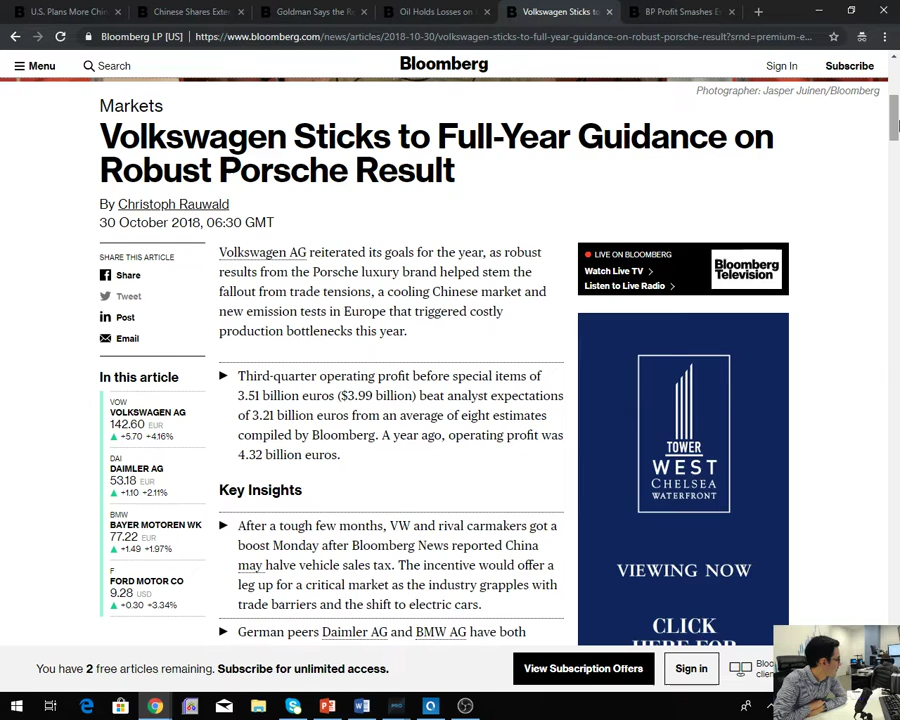 U.S. Plans More Chin
Chinese Shares Exte
Goldman Says the R
Oil Holds Losses on
Volkswagen Sticks to
BP Profit Smashes E
Bloomberg LP [US]
https://www.bloomberg.com/news/articles/2018-10-30/volkswagen-sticks-to-full-year-guidance-on-robust-porsche-result?srnd=premium-e...
Menu
Search
Bloomberg
Sign In
Subscribe
Photographer: Jasper Juinen/Bloomberg
Markets
Volkswagen Sticks to Full-Year Guidance on
Robust Porsche Result
By Christoph Rauwald
30 October 2018, 06:30 GMT
SHARE THIS ARTICLE
Share
Tweet
Post
Email
In this article
VOW
VOLKSWAGEN AG
142.60 EUR
▲ +5.70 +4.16%
DAI
DAIMLER AG
53.18 EUR
▲ +1.10 +2.11%
BMW
BAYER MOTOREN WK
77.22 EUR
▲ +1.49 +1.97%
F
FORD MOTOR CO
9.28 USD
▲ +0.30 +3.34%
Volkswagen AG reiterated its goals for the year, as robust
results from the Porsche luxury brand helped stem the
fallout from trade tensions, a cooling Chinese market and
new emission tests in Europe that triggered costly
production bottlenecks this year.
Third-quarter operating profit before special items of
3.51 billion euros ($3.99 billion) beat analyst expectations
of 3.21 billion euros from an average of eight estimates
compiled by Bloomberg. A year ago, operating profit was
4.32 billion euros.
Key Insights
After a tough few months, VW and rival carmakers got a
boost Monday after Bloomberg News reported China
may halve vehicle sales tax. The incentive would offer a
leg up for a critical market as the industry grapples with
trade barriers and the shift to electric cars.
German peers Daimler AG and BMW AG have both
LIVE ON BLOOMBERG
Watch Live TV
Listen to Live Radio
Bloomberg
Television
TOWER
WEST
CHELSEA
WATERFRONT
VIEWING NOW
CLICK
HERE FOR
You have 2 free articles remaining. Subscribe for unlimited access.
View Subscription Offers
Sign in